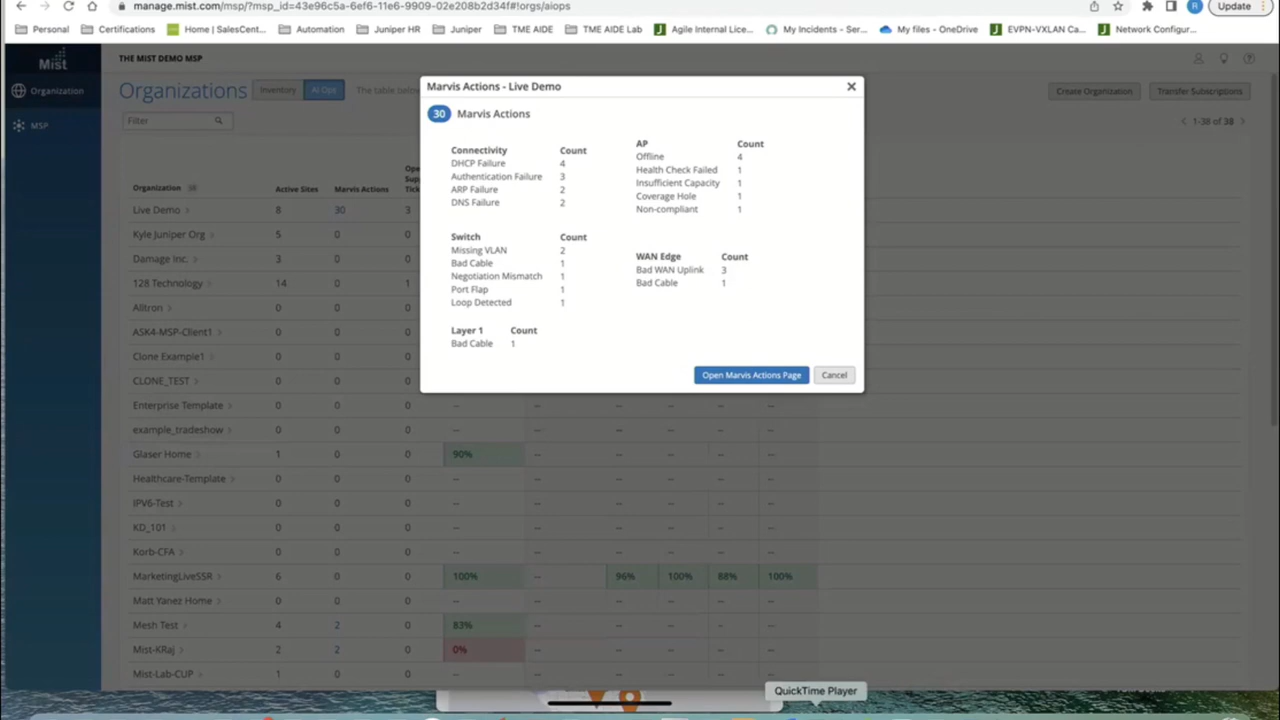 manage.mist.com/msp/?msp_id=43e96c5a-6ef6-11e6-9909-02e208b2d34f#!orgs/aiops
R
Update
Personal
Certifications
Home | SalesCent...
Automation
Juniper HR
Juniper
TME AIDE
TME AIDE Lab
Agile Internal Lice...
My Incidents - Ser...
My files - OneDrive
EVPN-VXLAN Ca...
Network Configur...
Mist
THE MIST DEMO MSP
Organization
MSP
Organizations
Inventory
AI Ops
The table below
Create Organization
Transfer Subscriptions
Filter
1-38 of 38
Organization
Active Sites
Marvis Actions
Live Demo 8 30 3
Kyle Juniper Org 5 0 0
Damage Inc. 3 0 0
128 Technology 14 0 1
Alltron 0 0 0
ASK4-MSP-Client1 0 0 0
Clone Example1 0 0 0
CLONE_TEST 0 0 0
Enterprise Template 0 0 0 -- -- -- -- -- --
example_tradeshow 0 0 0 -- -- -- -- -- --
Glaser Home 1 0 0 90% -- -- -- -- --
Healthcare-Template 0 0 0 -- -- -- -- -- --
IPV6-Test 0 0 0 -- -- -- -- -- --
KD_101 0 0 0 -- -- -- -- -- --
Korb-CFA 0 0 0 -- -- -- -- -- --
MarketingLiveSSR 6 0 0 100% -- 96% 100% 88% 100%
Matt Yanez Home 0 0 0 -- -- -- -- -- --
Mesh Test 4 2 0 83% -- -- -- -- --
Mist-KRaj 2 2 0 0% -- -- -- -- --
Mist-Lab-CUP 1 0 0 -- -- -- -- -- --
Marvis Actions - Live Demo
30 Marvis Actions
Connectivity Count
DHCP Failure 4
Authentication Failure 3
ARP Failure 2
DNS Failure 2
AP Count
Offline 4
Health Check Failed 1
Insufficient Capacity 1
Coverage Hole 1
Non-compliant 1
Switch Count
Missing VLAN 2
Bad Cable 1
Negotiation Mismatch 1
Port Flap 1
Loop Detected 1
WAN Edge Count
Bad WAN Uplink 3
Bad Cable 1
Layer 1 Count
Bad Cable 1
Open Marvis Actions Page
Cancel
QuickTime Player